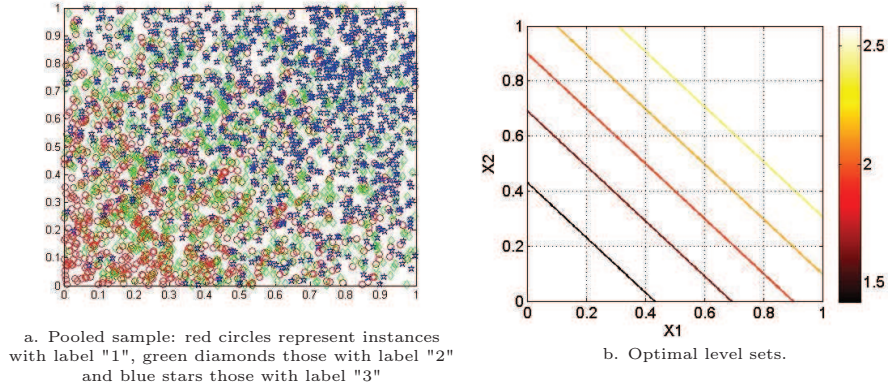 1
0.9
0.8
0.7
0.6
0.5
0.4
0.3
0.2
0.1
0
0 0.1 0.2 0.3 0.4 0.5 0.6 0.7 0.8 0.9 1
a. Pooled sample: red circles represent instances
with label "1", green diamonds those with label "2"
and blue stars those with label "3"
1
0.8
0.6
0.4
0.2
0
X2
0 0.2 0.4 0.6 0.8 1
X1
2.5
2
1.5
b. Optimal level sets.